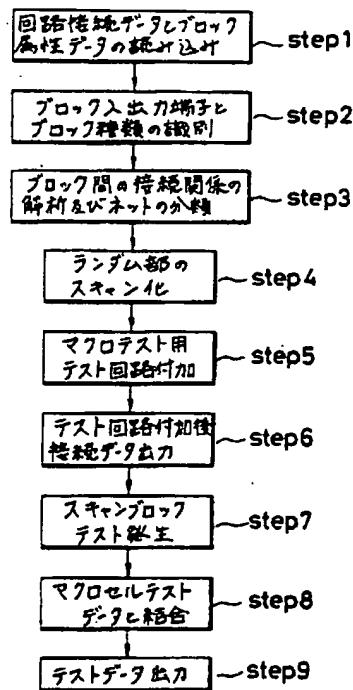 回路接続データとブロック
属性データの読み込み
step1
ブロック入出力端子と
ブロック種類の識別
step2
ブロック間の接続関係の
解析及びネットの分類
step3
ランダム部の
スキャン化
step4
マクロテスト用
テスト回路付加
step5
テスト回路付加後
接続データ出力
step6
スキャンブロック
テスト発生
step7
マクロセルテスト
データと結合
step8
テストデータ出力
step9